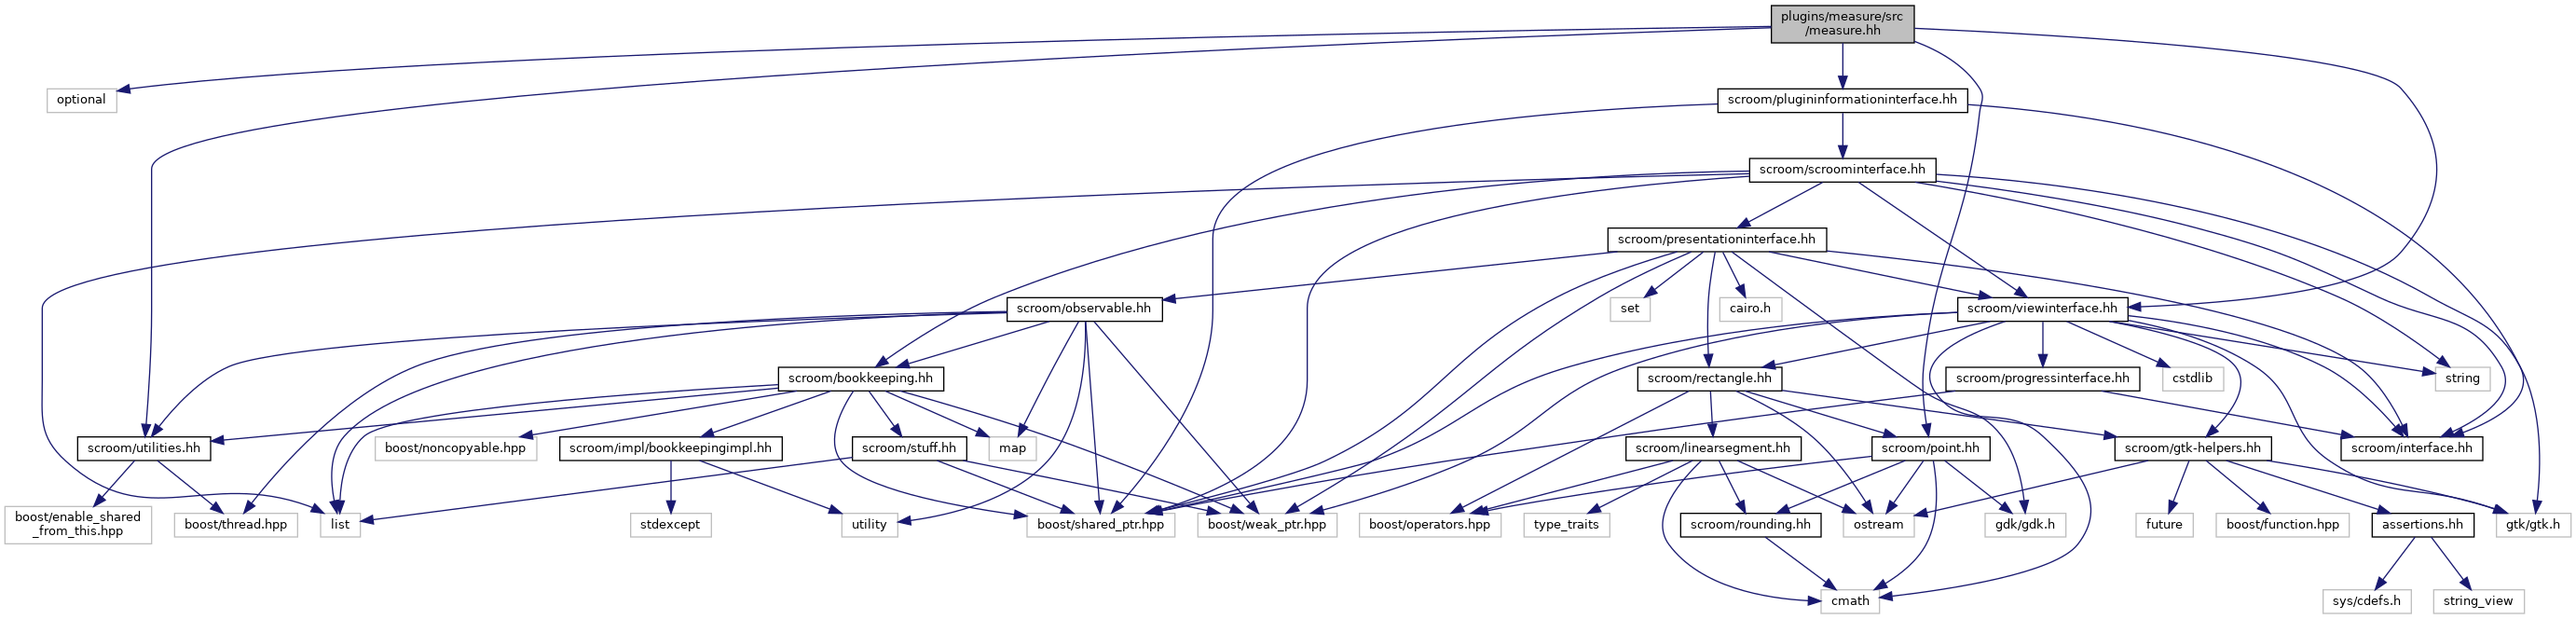 plugins/measure/src
/measure.hh
optional
scroom/plugininformationinterface.hh
scroom/scroominterface.hh
scroom/presentationinterface.hh
scroom/observable.hh
set
cairo.h
scroom/viewinterface.hh
scroom/bookkeeping.hh
scroom/rectangle.hh
scroom/progressinterface.hh
cstdlib
string
scroom/utilities.hh
boost/noncopyable.hpp
scroom/impl/bookkeepingimpl.hh
scroom/stuff.hh
map
scroom/linearsegment.hh
scroom/point.hh
scroom/gtk-helpers.hh
scroom/interface.hh
boost/enable_shared
_from_this.hpp
boost/thread.hpp
list
stdexcept
utility
boost/shared_ptr.hpp
boost/weak_ptr.hpp
boost/operators.hpp
type_traits
scroom/rounding.hh
ostream
gdk/gdk.h
future
boost/function.hpp
assertions.hh
gtk/gtk.h
cmath
sys/cdefs.h
string_view